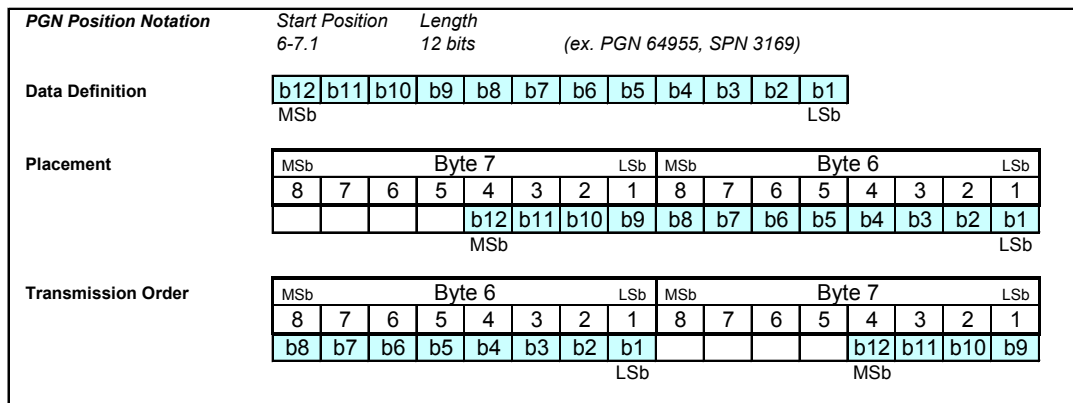 PGN Position Notation Start Position Length
6-7.1 12 bits (ex. PGN 64955, SPN 3169)
Data Definition b12 b11 b10 b9 b8 b7 b6 b5 b4 b3 b2 b1
MSb LSb
Placement MSb Byte 7 LSb MSb Byte 6 LSb
8 7 6 5 4 3 2 1 8 7 6 5 4 3 2 1
b12 b11 b10 b9 b8 b7 b6 b5 b4 b3 b2 b1
MSb LSb
Transmission Order MSb Byte 6 LSb MSb Byte 7 LSb
8 7 6 5 4 3 2 1 8 7 6 5 4 3 2 1
b8 b7 b6 b5 b4 b3 b2 b1 b12 b11 b10 b9
LSb MSb